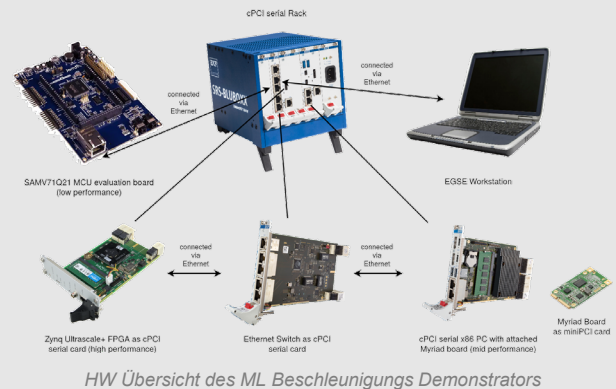 cPCI serial Rack
connected
via
Ethernet
SRS-BLUBOXX
connected
via
Ethernet
SAMV71Q21 MCU evaluation board
(low performance)
EGSE Workstation
connected
via
Ethernet
connected
via
Ethernet
Zynq Ultrascale+ FPGA as cPCI
serial card (high performance)
Ethernet Switch as cPCI
serial card
cPCI serial x86 PC with attached
Myriad board (mid performance)
Myriad Board
as miniPCI card
HW Übersicht des ML Beschleunigungs Demonstrators